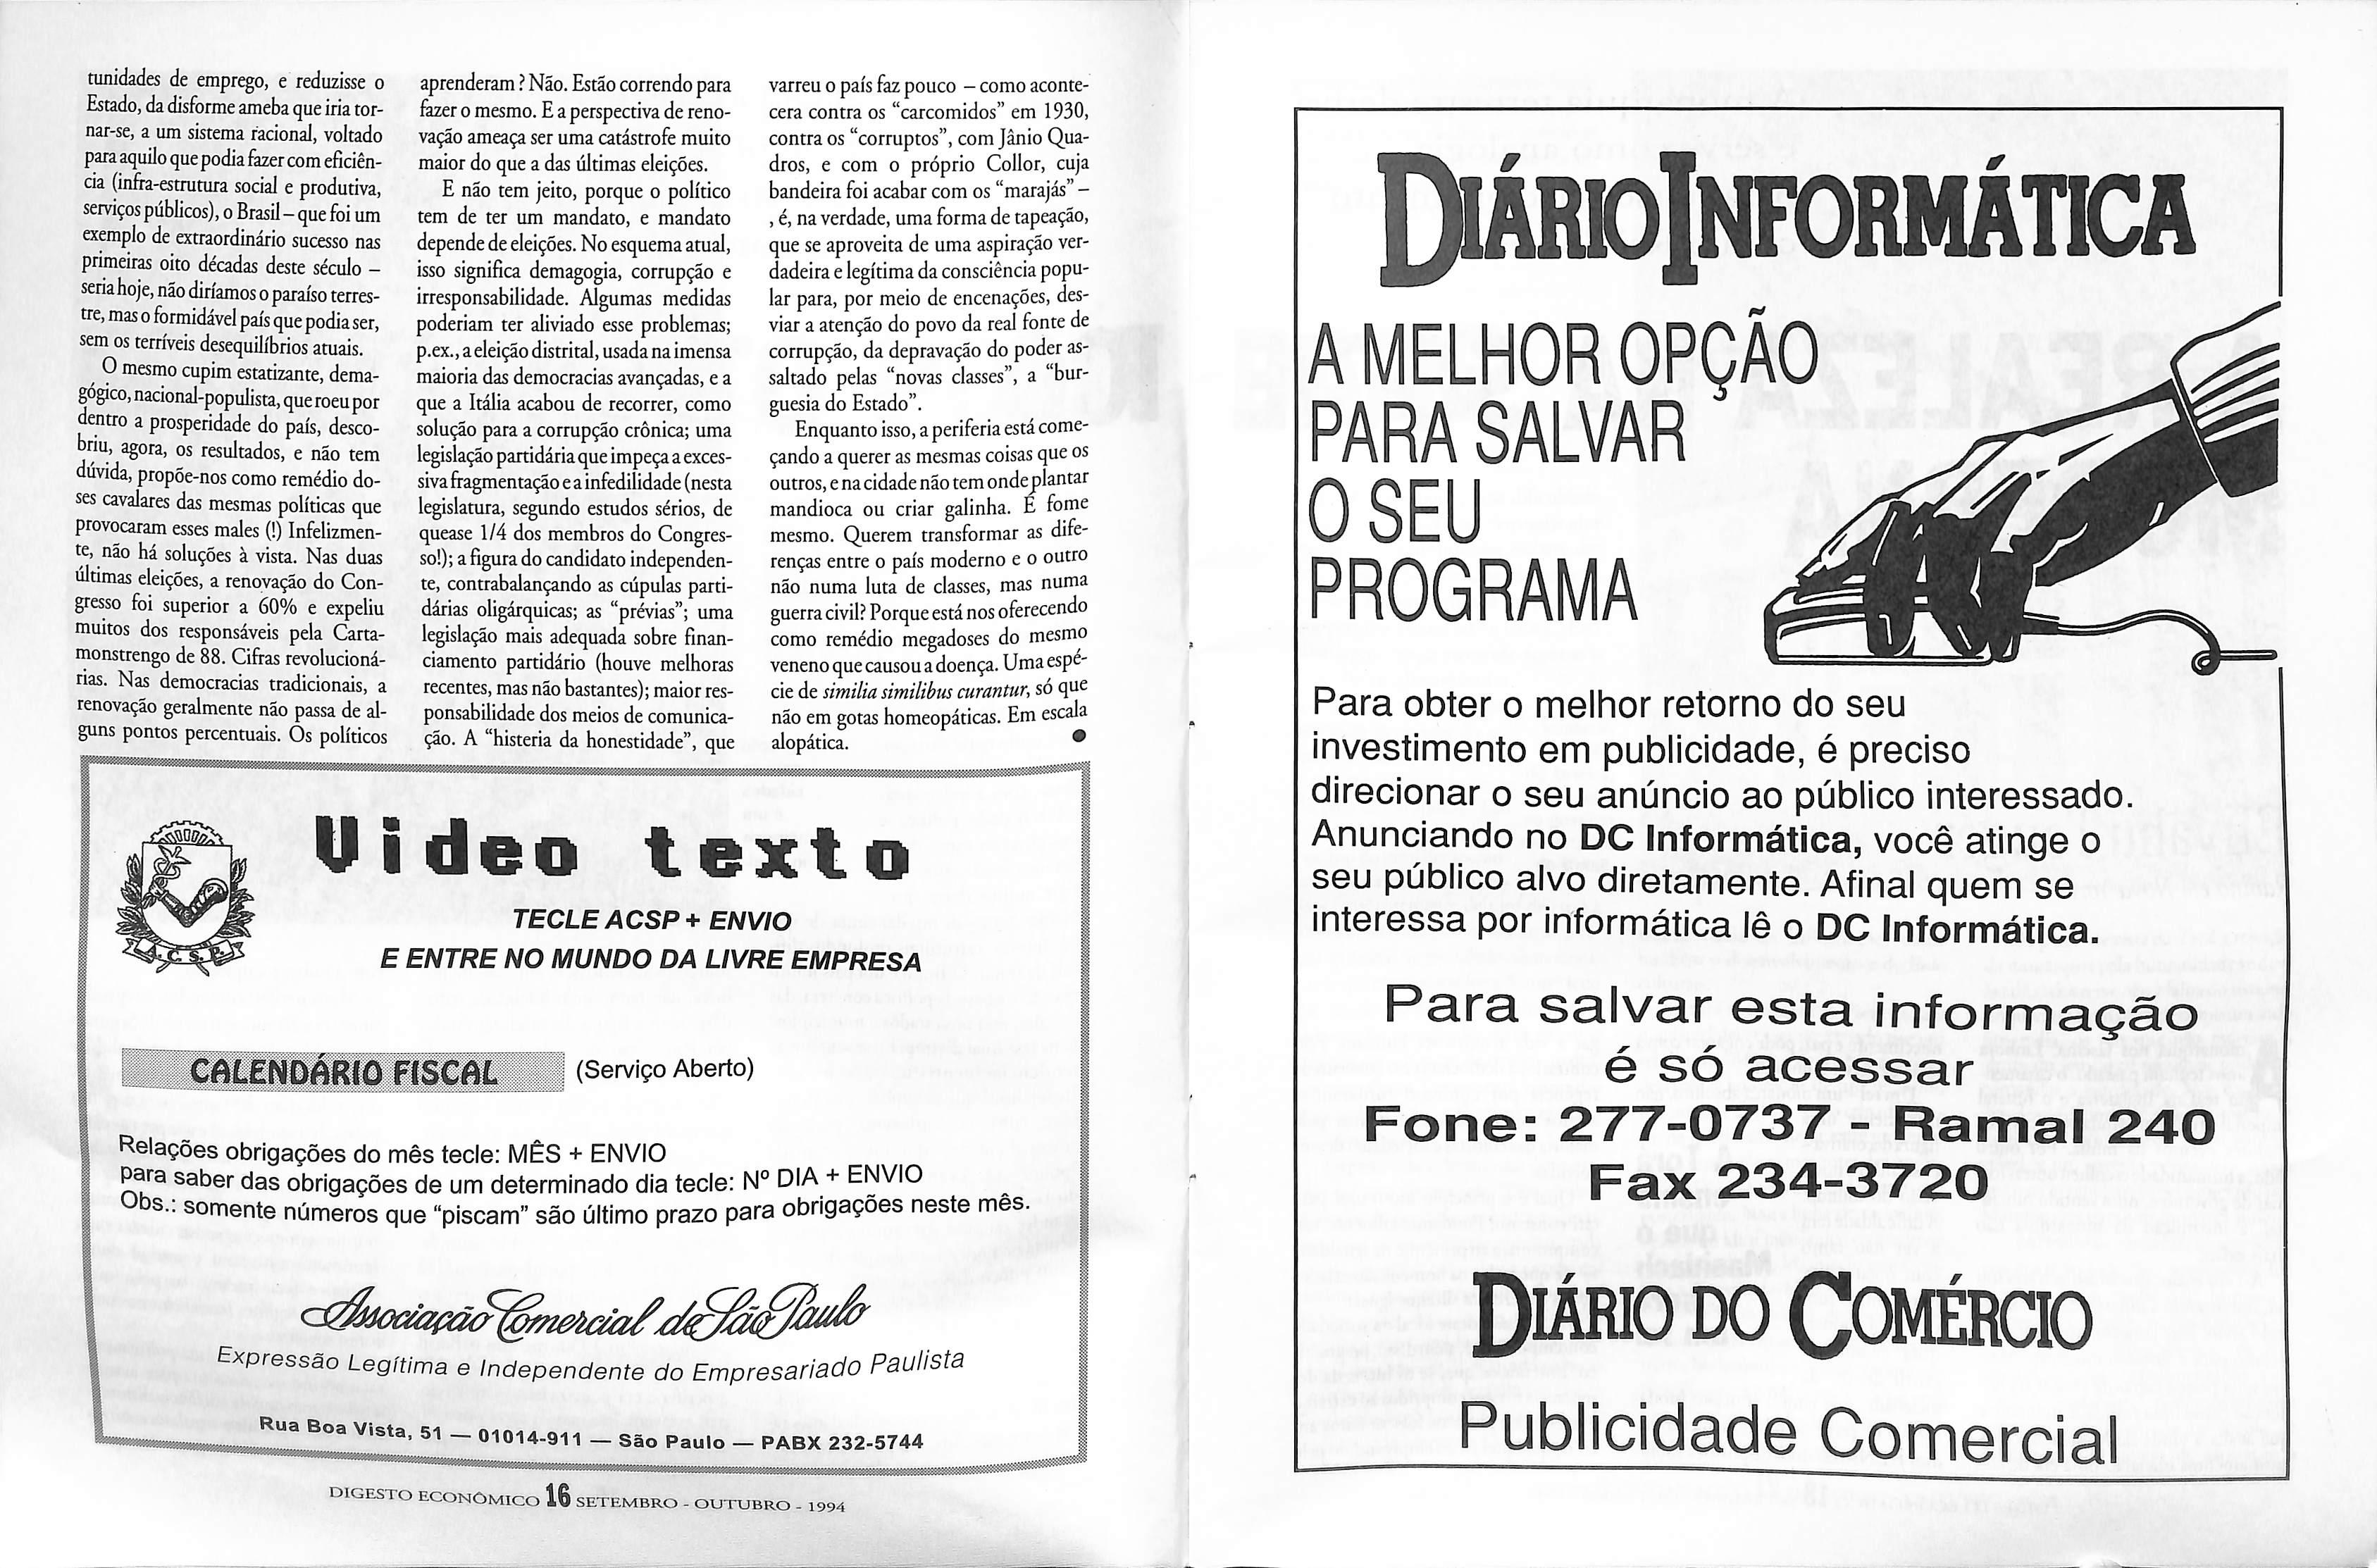 tunidades de emprego, e reduzisse o
Estado, da disforme ameba que iria tor-
nar-se, a um sistema racional, voltado
para aquilo que podia fazer com eficiên-
cia (infra-estrutura social e produtiva,
serviços públicos), o Brasil – que foi um
exemplo de extraordinário sucesso nas
primeiras oito décadas deste século –
seria hoje, não diríamos o paraíso terres-
tre, mas o formidável país que podia ser,
sem os terríveis desequilíbrios atuais.
O mesmo cupim estatizante, dema-
gógico, nacional-populista, que roeu por
dentro a prosperidade do país, desco-
briu, agora, os resultados, e não tem
dúvida, propõe-nos como remédio do-
ses cavalares das mesmas políticas que
provocaram esses males (!) Infelizmen-
te, não há soluções à vista. Nas duas
últimas eleições, a renovação do Con-
gresso foi superior a 60% e expeliu
muitos dos responsáveis pela Carta-
monstrengo de 88. Cifras revolucioná-
rias. Nas democracias tradicionais, a
renovação geralmente não passa de al-
guns pontos percentuais. Os políticos
aprenderam ? Não. Estão correndo para
fazer o mesmo. E a perspectiva de reno-
vação ameaça ser uma catástrofe muito
maior do que a das últimas eleições.
E não tem jeito, porque o político
tem de ter um mandato, e mandato
depende de eleições. No esquema atual,
isso significa demagogia, corrupção e
irresponsabilidade. Algumas medidas
poderiam ter aliviado esse problemas;
p.ex., a eleição distrital, usada na imensa
maioria das democracias avançadas, e a
que a Itália acabou de recorrer, como
solução para a corrupção crônica; uma
legislação partidária que impeça a exces-
siva fragmentação e a infedilidade (nesta
legislatura, segundo estudos sérios, de
quease 1/4 dos membros do Congres-
so!); a figura do candidato independen-
te, contrabalançando as cúpulas parti-
dárias oligárquicas; as "prévias"; uma
legislação mais adequada sobre finan-
ciamento partidário (houve melhoras
recentes, mas não bastantes); maior res-
ponsabilidade dos meios de comunica-
ção. A "histeria da honestidade", que
varreu o país faz pouco – como aconte-
cera contra os "carcomidos" em 1930,
contra os "corruptos", com Jânio Qua-
dros, e com o próprio Collor, cuja
bandeira foi acabar com os "marajás" –
, é, na verdade, uma forma de tapeação,
que se aproveita de uma aspiração ver-
dadeira e legítima da consciência popu-
lar para, por meio de encenações, des-
viar a atenção do povo da real fonte de
corrupção, da depravação do poder as-
saltado pelas "novas classes", a "bur-
guesia do Estado".
Enquanto isso, a periferia está come-
çando a querer as mesmas coisas que os
outros, e na cidade não tem onde plantar
mandioca ou criar galinha. É fome
mesmo. Querem transformar as dife-
renças entre o país moderno e o outro
não numa luta de classes, mas numa
guerra civil? Porque está nos oferecendo
como remédio megadoses do mesmo
veneno que causou a doença. Uma espé-
cie de similia similibus curantur, só que
não em gotas homeopáticas. Em escala
alopática. ●
A.C.S.P.
Video texto
TECLE ACSP + ENVIO
E ENTRE NO MUNDO DA LIVRE EMPRESA
CALENDÁRIO FISCAL (Serviço Aberto)
Relações obrigações do mês tecle: MÊS + ENVIO
para saber das obrigações de um determinado dia tecle: Nº DIA + ENVIO
Obs.: somente números que "piscam" são último prazo para obrigações neste mês.
Associação Comercial de São Paulo
Expressão Legítima e Independente do Empresariado Paulista
Rua Boa Vista, 51 — 01014-911 — São Paulo — PABX 232-5744
DIGESTO ECONÔMICO 16 SETEMBRO - OUTUBRO - 1994
DIÁRIO INFORMÁTICA
A MELHOR OPÇÃO
PARA SALVAR
O SEU
PROGRAMA
Para obter o melhor retorno do seu
investimento em publicidade, é preciso
direcionar o seu anúncio ao público interessado.
Anunciando no DC Informática, você atinge o
seu público alvo diretamente. Afinal quem se
interessa por informática lê o DC Informática.
Para salvar esta informação
é só acessar
Fone: 277-0737 - Ramal 240
Fax 234-3720
DIÁRIO DO COMÉRCIO
Publicidade Comercial